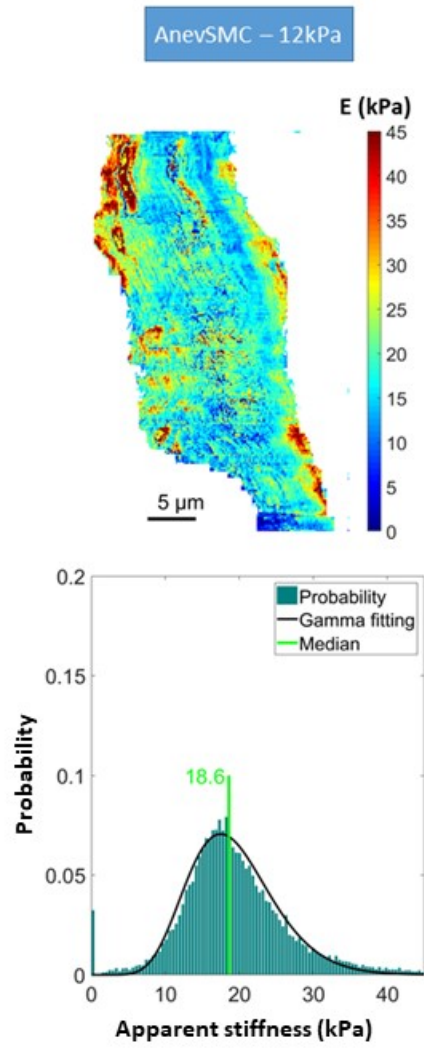 AnevSMC – 12kPa
E (kPa)
45
40
35
30
25
20
15
10
5
0
5 µm
0.2
Probability
Gamma fitting
Median
0.15
0.1
18.6
Probability
0.05
0
0 10 20 30 40
Apparent stiffness (kPa)